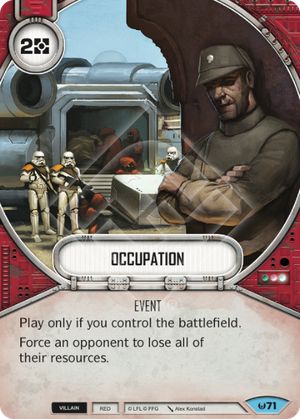 2
OCCUPATION
EVENT
Play only if you control the battlefield.
Force an opponent to lose all of
their resources.
VILLAIN RED © LFL © FFG Alex Konstad 71